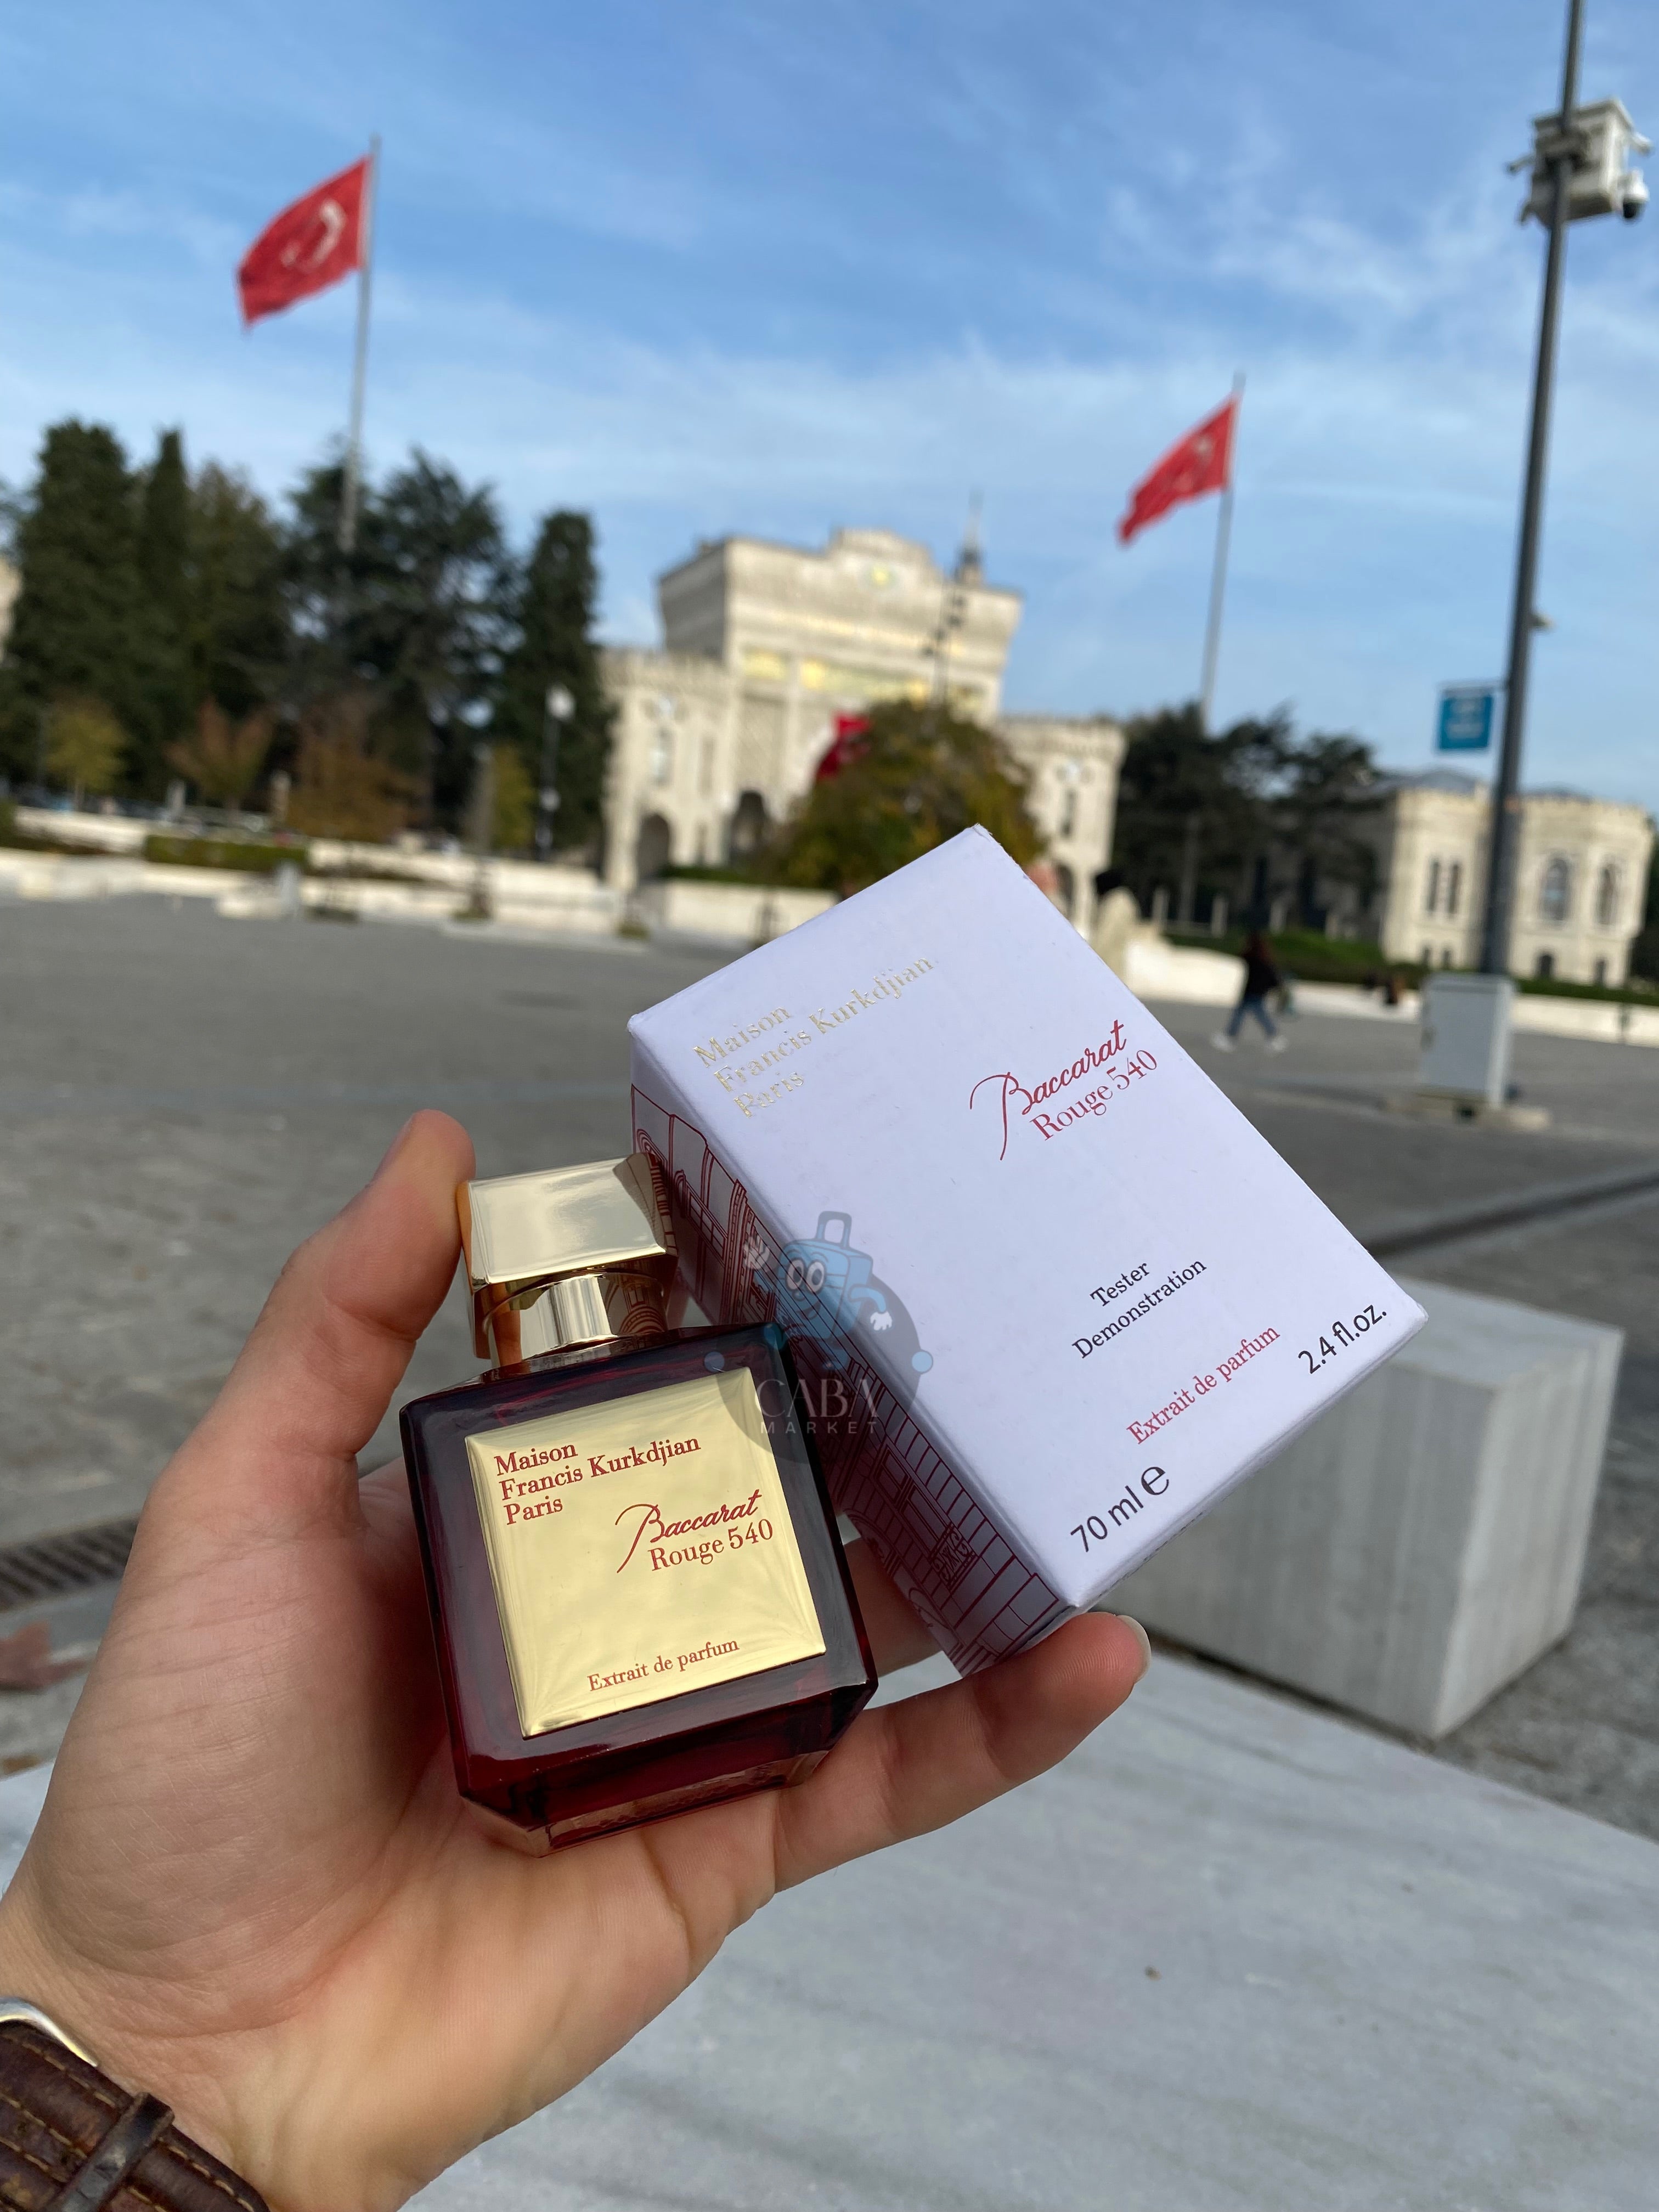 Maison
Francis Kurkdjian
Paris
Baccarat
Rouge 540
Tester
Demonstration
Extrait de parfum
70 ml e
2.4 fl.oz.
CABA
MARKET
Maison
Francis Kurkdjian
Paris
Baccarat
Rouge 540
Extrait de parfum